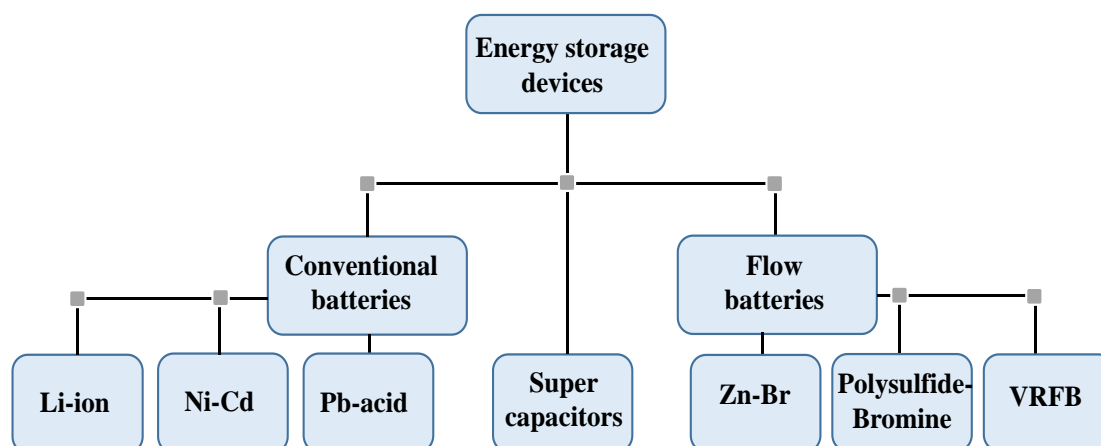 Energy storage
devices
Conventional
batteries
Flow
batteries
Li-ion
Ni-Cd
Pb-acid
Super
capacitors
Zn-Br
Polysulfide-
Bromine
VRFB